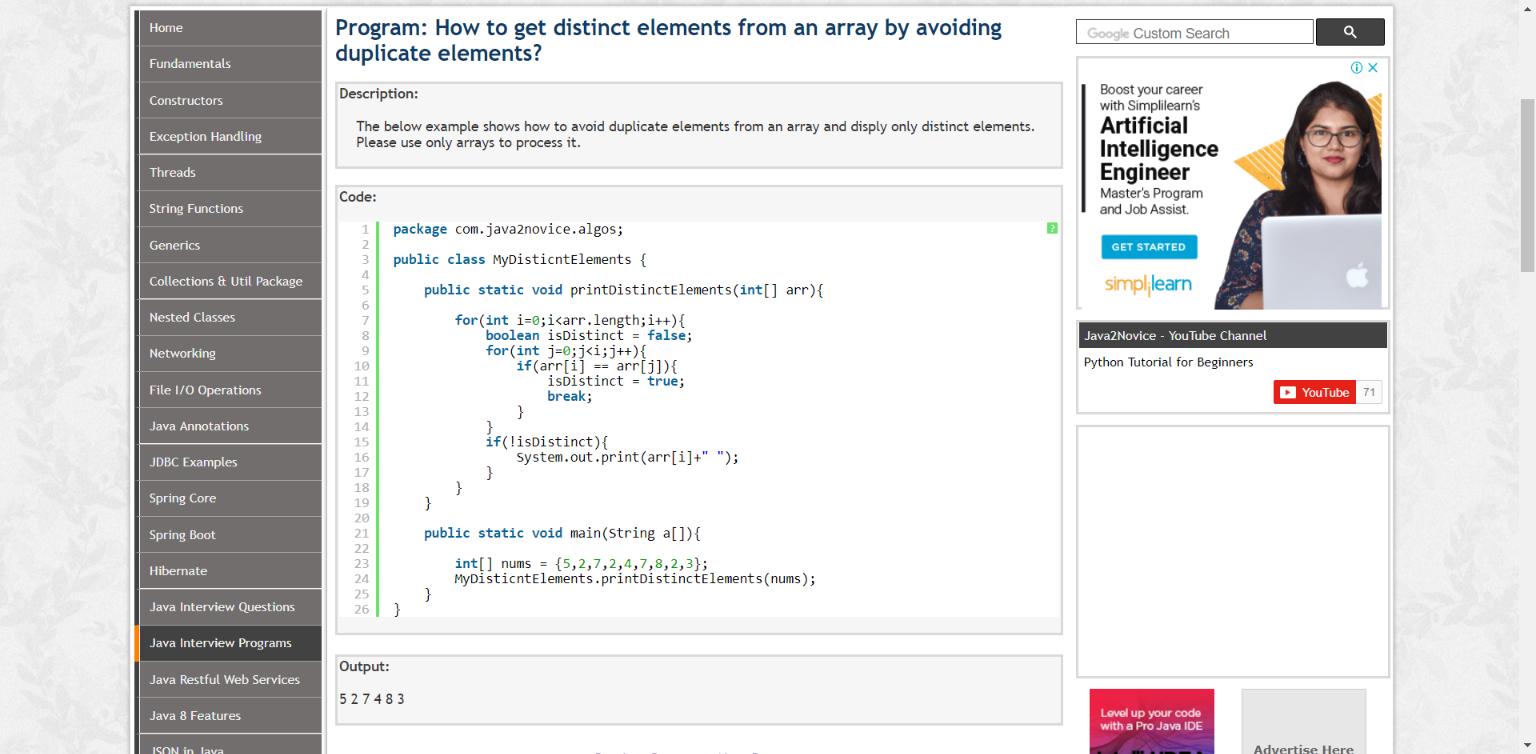 Home
Fundamentals
Constructors
Exception Handling
Threads
String Functions
Generics
Collections & Util Package
Nested Classes
Networking
File I/O Operations
Java Annotations
JDBC Examples
Spring Core
Spring Boot
Hibernate
Java Interview Questions
Java Interview Programs
Java Restful Web Services
Java 8 Features
JSON in Java
Program: How to get distinct elements from an array by avoiding
duplicate elements?
Description:
The below example shows how to avoid duplicate elements from an array and disply only distinct elements.
Please use only arrays to process it.
Code:
?
1 package com.java2novice.algos;
2
3 public class MyDisticntElements {
4
5 public static void printDistinctElements(int[] arr){
6
7 for(int i=0;i<arr.length;i++){
8 boolean isDistinct = false;
9 for(int j=0;j<i;j++){
10 if(arr[i] == arr[j]){
11 isDistinct = true;
12 break;
13 }
14 }
15 if(!isDistinct){
16 System.out.print(arr[i]+" ");
17 }
18 }
19 }
20
21 public static void main(String a[]){
22
23 int[] nums = {5,2,7,2,4,7,8,2,3};
24 MyDisticntElements.printDistinctElements(nums);
25 }
26 }
Output:
5 2 7 4 8 3
Google Custom Search
Boost your career
with Simplilearn's
Artificial
Intelligence
Engineer
Master's Program
and Job Assist.
GET STARTED
simplilearn
Java2Novice - YouTube Channel
Python Tutorial for Beginners
YouTube 71
Level up your code
with a Pro Java IDE
Advertise Here